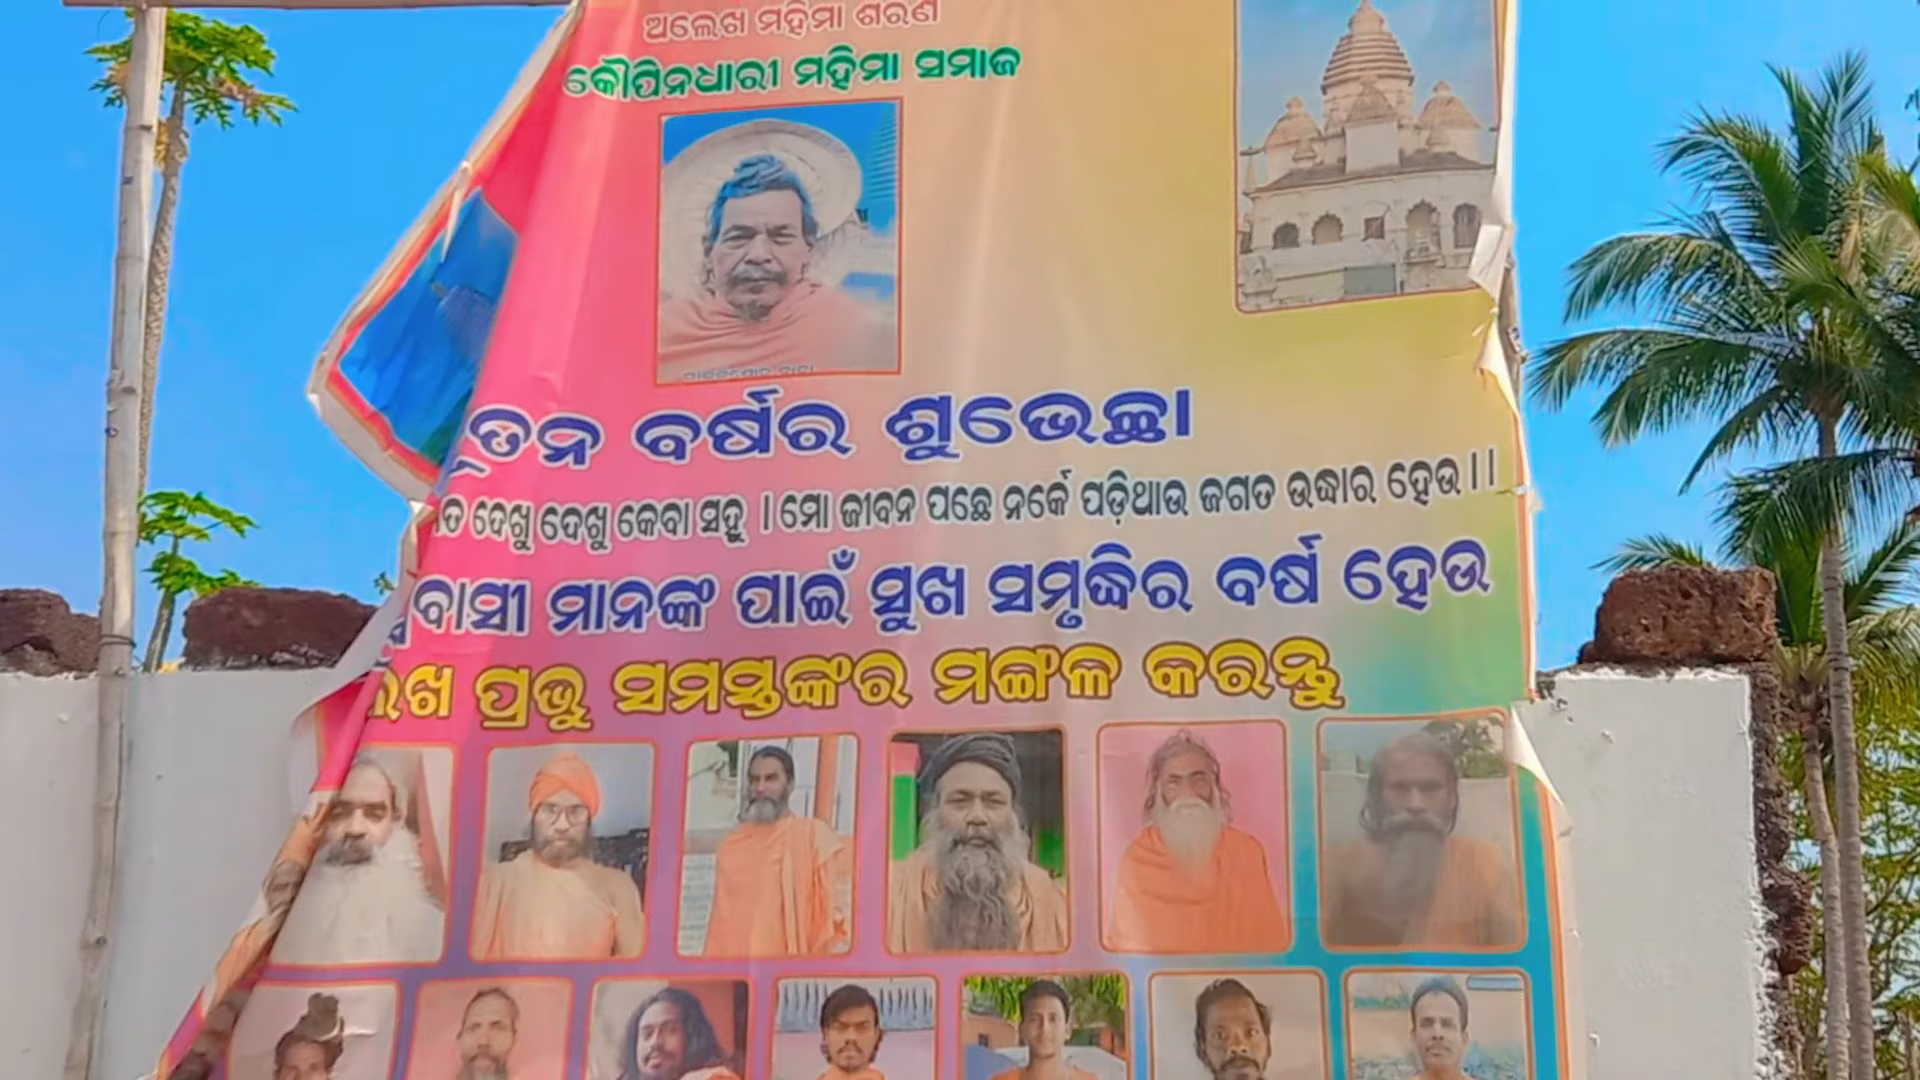 ଅଲେଖ ମହିମା ଶରଣ
କୌପିନଧାରୀ ମହିମା ସମାଜ
ବର୍ଷର ଶୁଭେଚ୍ଛା
ଦେଖୁ ଦେଖୁ କେବା ସହୁ । ମୋ ଜୀବନ ପଛେ ନର୍କେ ପଡ଼ିଥାଉ ଜଗତ ଉଦ୍ଧାର ହେଉ ।।
ବାସୀ ମାନଙ୍କ ପାଇଁ ସୁଖ ସମୃଦ୍ଧିର ବର୍ଷ ହେଉ
ପ୍ରଭୁ ସମସ୍ତଙ୍କର ମଙ୍ଗଳ କରନ୍ତୁ